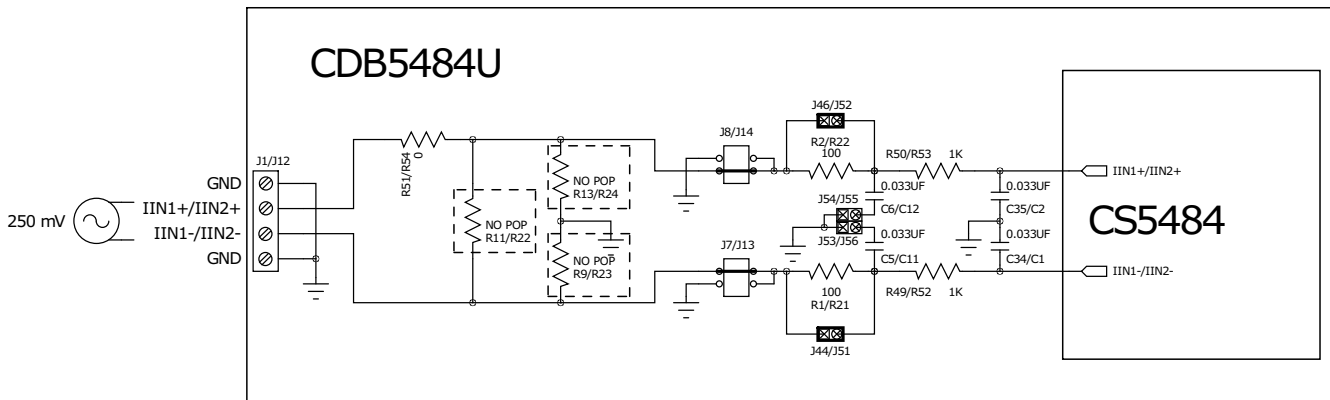 CDB5484U
J46/J52
R2/R22
100
J8/J14
R50/R53 1K
J1/J12
R51/R54
0
GND
IIN1+/IIN2+
IIN1-/IIN2-
GND
250 mV
NO POP
R13/R24
NO POP
R11/R22
NO POP
R9/R23
0.033UF
C6/C12
J54/J55
J53/J56
0.033UF
C5/C11
0.033UF
C35/C2
0.033UF
C34/C1
IIN1+/IIN2+
CS5484
IIN1-/IIN2-
J7/J13
100
R1/R21
R49/R52 1K
J44/J51